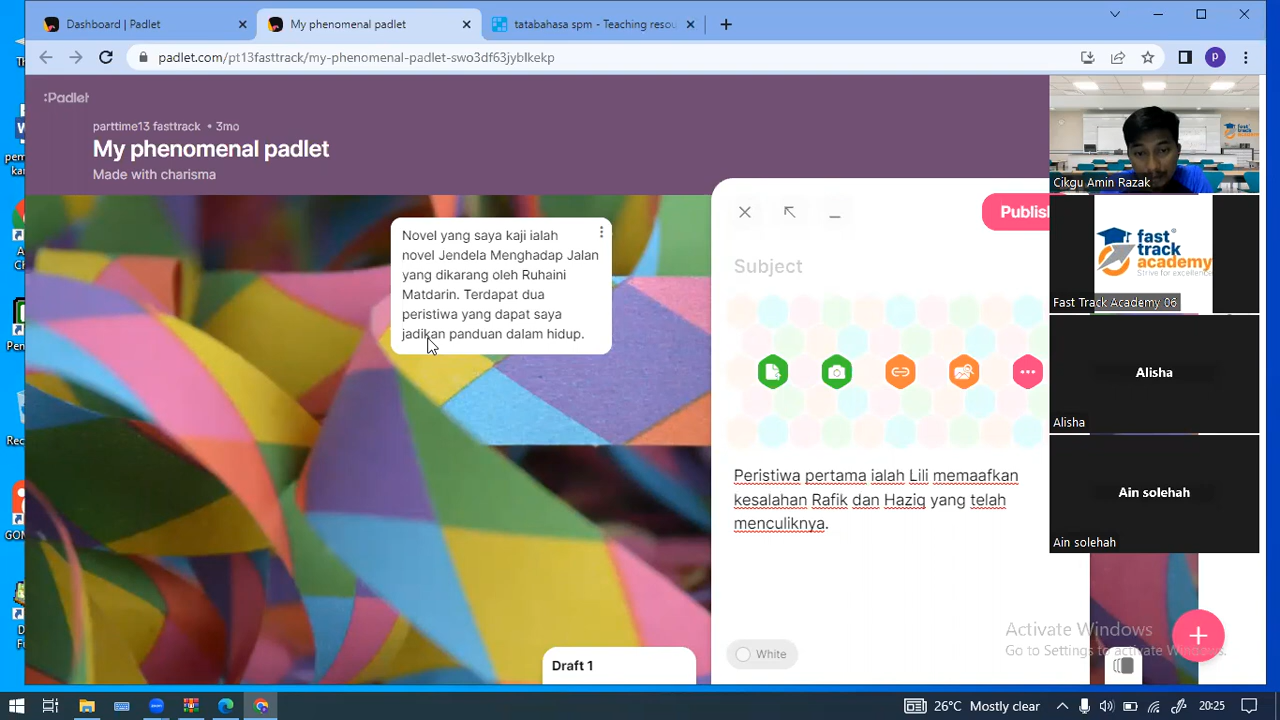 Dashboard | Padlet
My phenomenal padlet
tatabahasa spm - Teaching resou
padlet.com/pt13fasttrack/my-phenomenal-padlet-swo3df63jyblkekp
P
:Padlet
parttime13 fasttrack • 3mo
My phenomenal padlet
Made with charisma
Novel yang saya kaji ialah
novel Jendela Menghadap Jalan
yang dikarang oleh Ruhaini
Matdarin. Terdapat dua
peristiwa yang dapat saya
jadikan panduan dalam hidup.
Publish
Subject
Peristiwa pertama ialah Lili memaafkan
kesalahan Rafik dan Haziq yang telah
menculiknya.
White
Draft 1
Cikgu Amin Razak
fast
track
academy
Strive for excellence
Fast Track Academy 06
Alisha
Alisha
Ain solehah
Ain solehah
Activate Windows
Go to Settings to activate Windows.
26°C Mostly clear
20:25